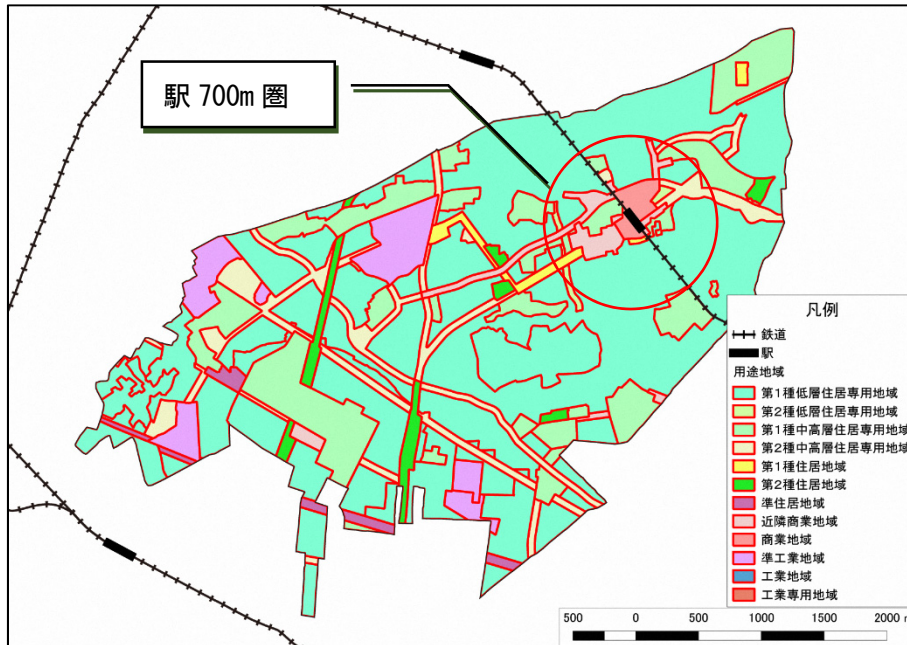 駅 700m 圏
凡例
鉄道
駅
用途地域
第1種低層住居専用地域
第2種低層住居専用地域
第1種中高層住居専用地域
第2種中高層住居専用地域
第1種住居地域
第2種住居地域
準住居地域
近隣商業地域
商業地域
準工業地域
工業地域
工業専用地域
500 0 500 1000 1500 2000